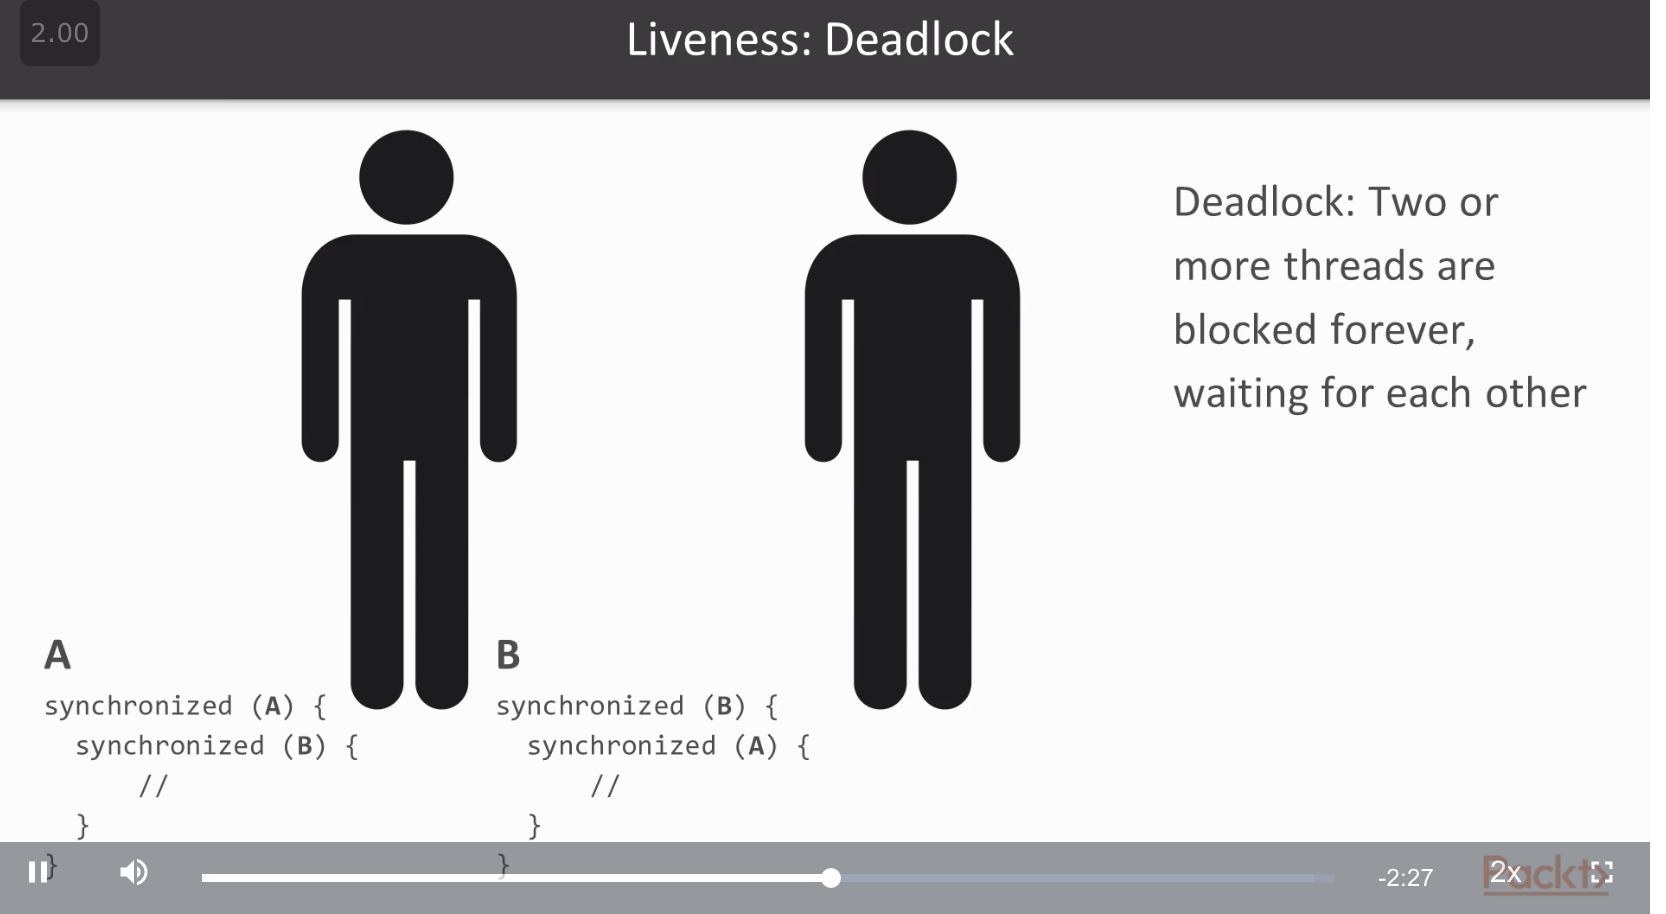 2.00
Liveness: Deadlock
Deadlock: Two or
more threads are
blocked forever,
waiting for each other
A
synchronized (A) {
synchronized (B) {
//
}
}
B
synchronized (B) {
synchronized (A) {
//
}
}
-2:27
2x
Packt>